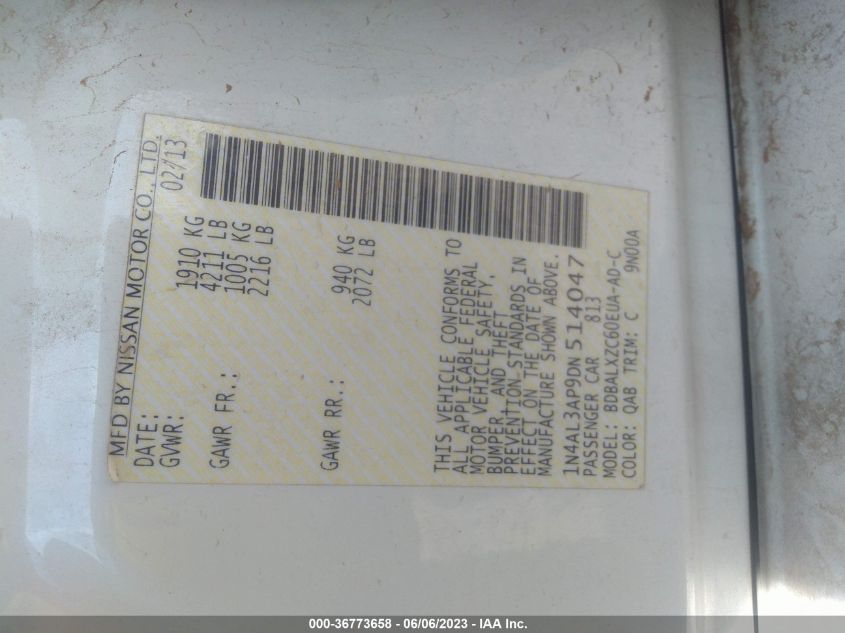 MFD BY NISSAN MOTOR CO., LTD.
DATE: 02/13
GVWR: 1910 KG
4211 LB
GAWR FR.: 1005 KG
2216 LB
GAWR RR.: 940 KG
2072 LB
THIS VEHICLE CONFORMS TO
ALL APPLICABLE FEDERAL
MOTOR VEHICLE SAFETY,
BUMPER, AND THEFT
PREVENTION STANDARDS IN
EFFECT ON THE DATE OF
MANUFACTURE SHOWN ABOVE.
1N4AL3AP9DN514047
PASSENGER CAR 813
MODEL: BDBALXZC60EUA-AD-C
COLOR: QAB TRIM: C 9N00A
000-36773658 - 06/06/2023 - IAA Inc.